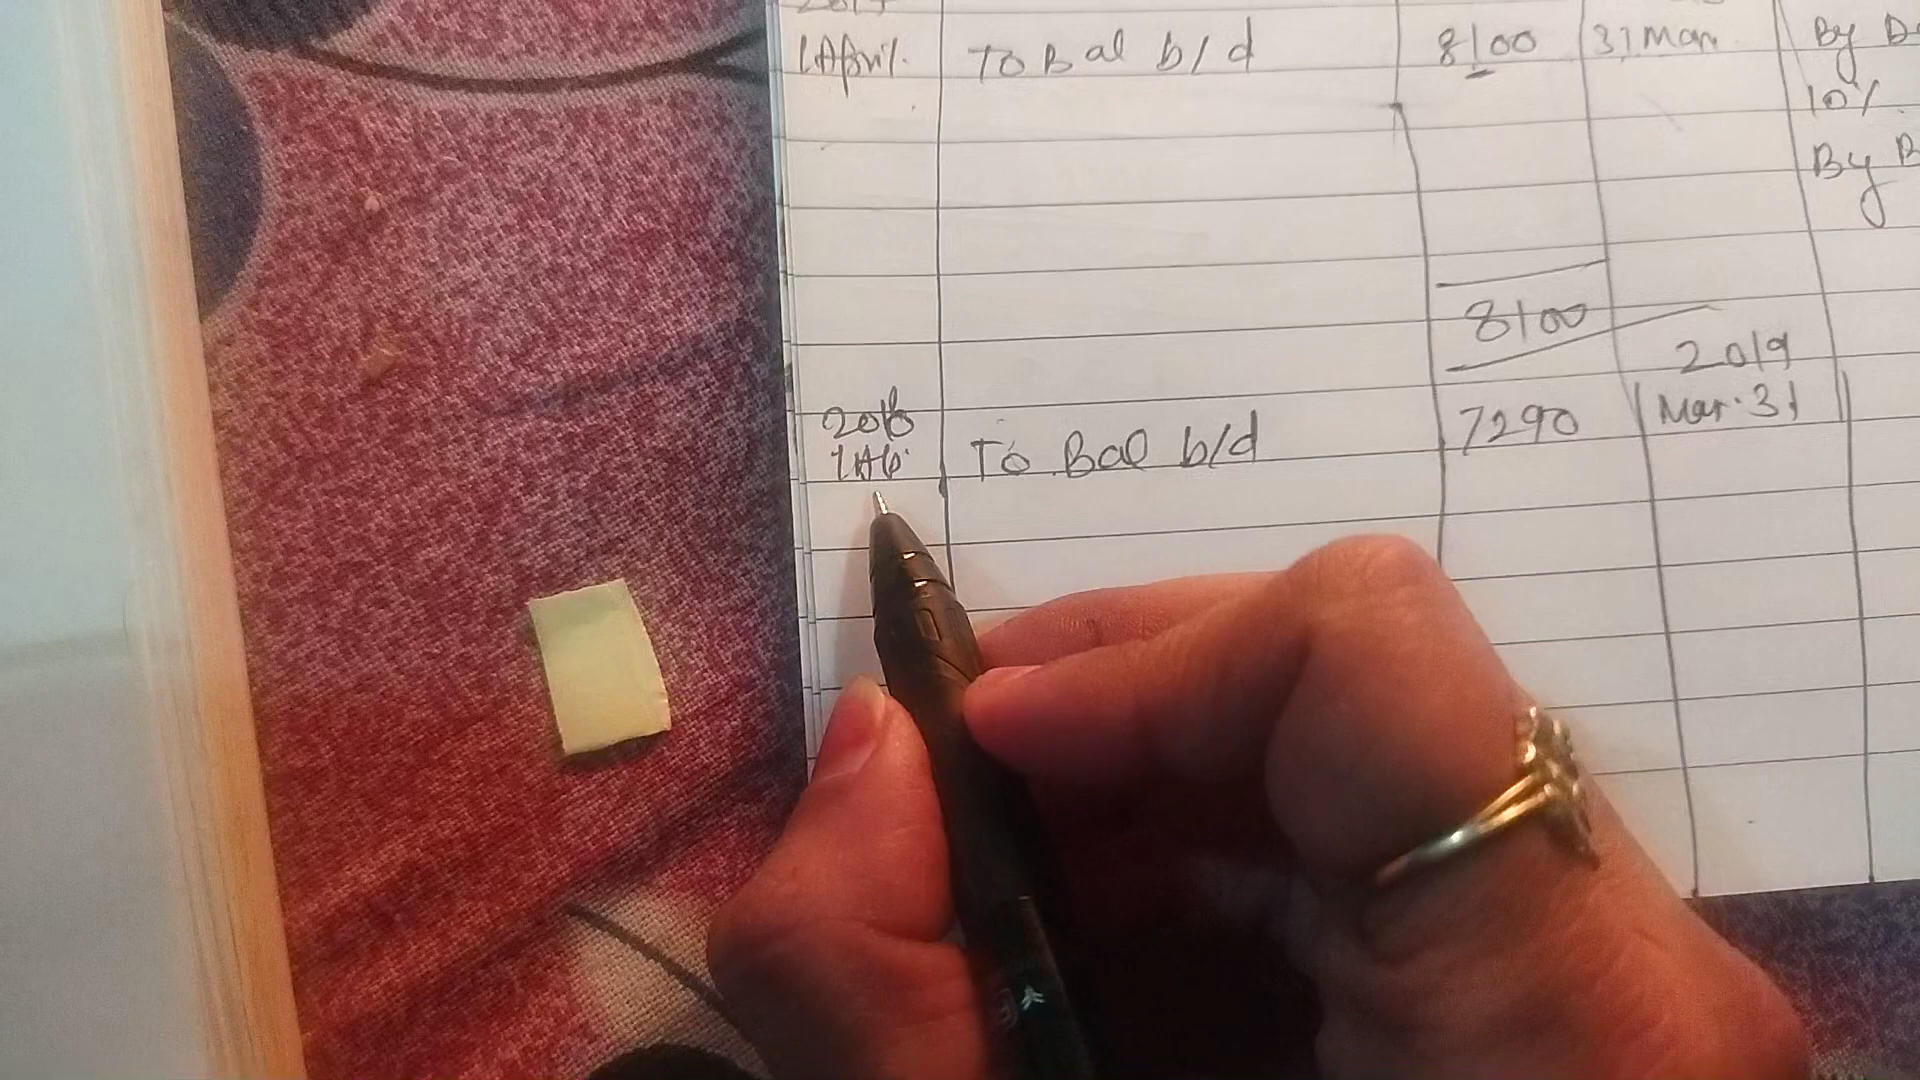 1 April. To Bal b/d 8100 31 Mar By
10%
By
8100
2019
2018 7290 Mar. 31
1 Ap. To Bal b/d